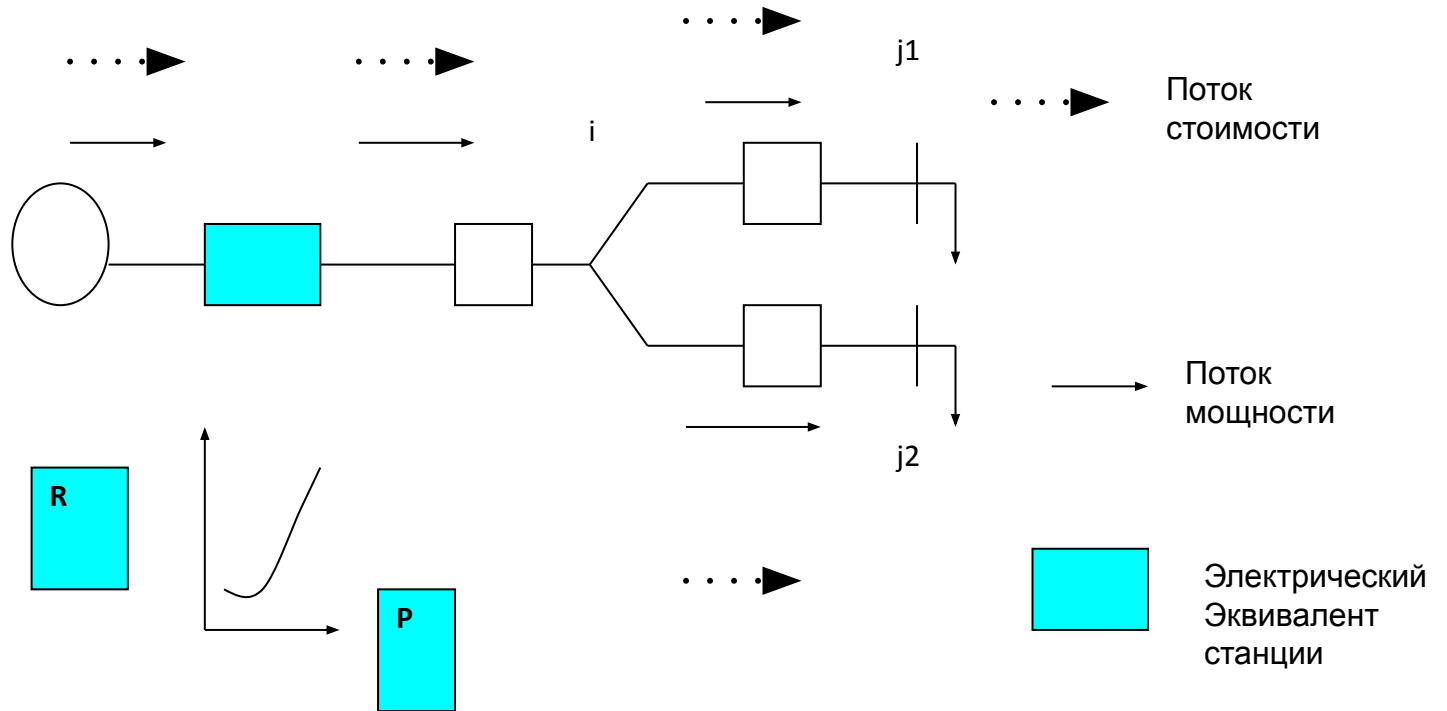 j1
Поток
стоимости
i
Поток
мощности
j2
R
P
Электрический
Эквивалент
станции